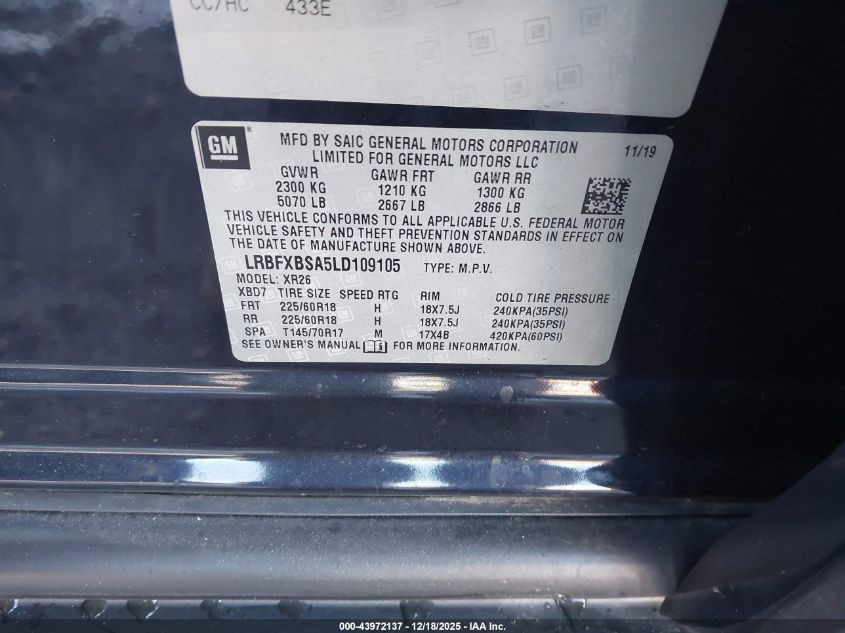 CC/HC 433E
GM
MFD BY SAIC GENERAL MOTORS CORPORATION
LIMITED FOR GENERAL MOTORS LLC
11/19
GVWR GAWR FRT GAWR RR
2300 KG 1210 KG 1300 KG
5070 LB 2667 LB 2866 LB
THIS VEHICLE CONFORMS TO ALL APPLICABLE U.S. FEDERAL MOTOR
VEHICLE SAFETY AND THEFT PREVENTION STANDARDS IN EFFECT ON
THE DATE OF MANUFACTURE SHOWN ABOVE.
LRBFXBSA5LD109105 TYPE: M.P.V.
MODEL: XR26
XBD7 TIRE SIZE SPEED RTG RIM COLD TIRE PRESSURE
FRT 225/60R18 H 18X7.5J 240KPA(35PSI)
RR 225/60R18 H 18X7.5J 240KPA(35PSI)
SPA T145/70R17 M 17X4B 420KPA(60PSI)
SEE OWNER'S MANUAL FOR MORE INFORMATION.
000-43972137 - 12/18/2025 - IAA Inc.